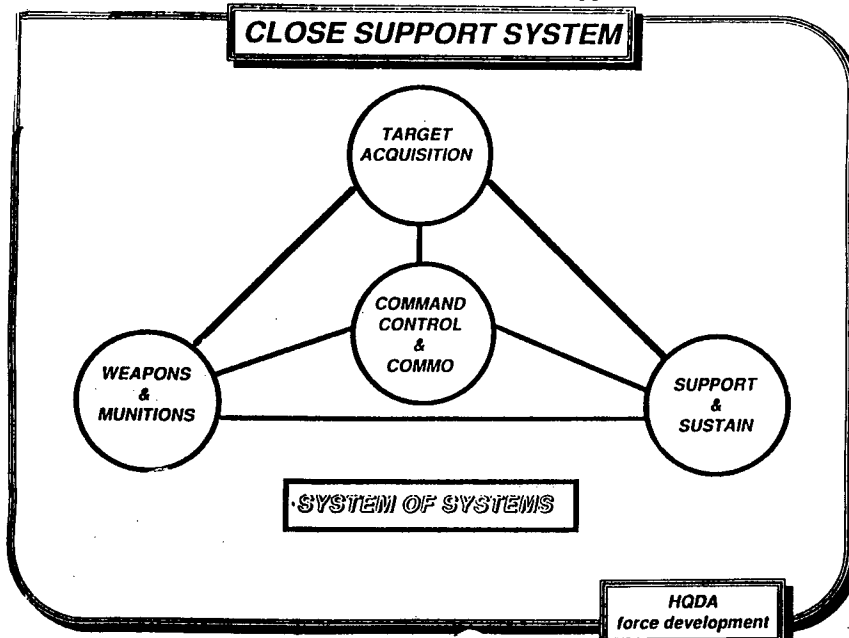 CLOSE SUPPORT SYSTEM
TARGET
ACQUISITION
COMMAND
CONTROL
&
COMMO
WEAPONS
&
MUNITIONS
SUPPORT
&
SUSTAIN
SYSTEM OF SYSTEMS
HQDA
force development